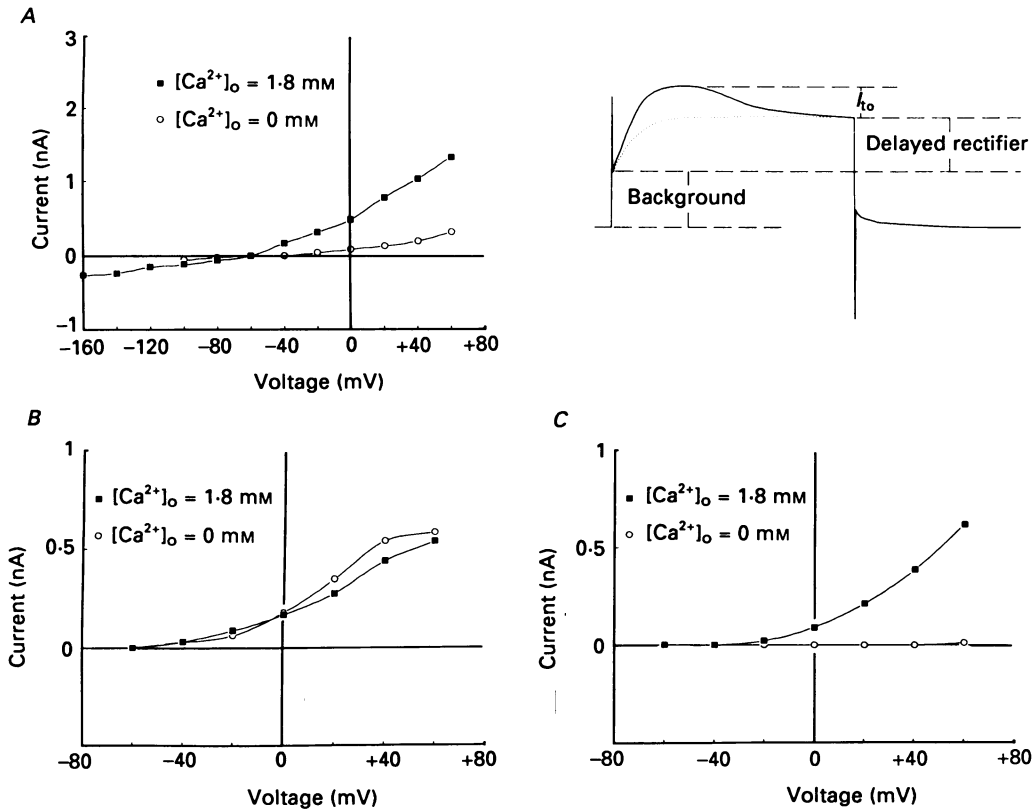 A
3
2
1
0
−1
Current (nA)
[Ca²⁺]ₒ = 1·8 mM
[Ca²⁺]ₒ = 0 mM
−160 −120 −80 −40 0 +40 +80
Voltage (mV)
Ito
Delayed rectifier
Background
B
1
0·5
0
Current (nA)
[Ca²⁺]ₒ = 1·8 mM
[Ca²⁺]ₒ = 0 mM
−80 −40 0 +40 +80
Voltage (mV)
C
1
0·5
0
Current (nA)
[Ca²⁺]ₒ = 1·8 mM
[Ca²⁺]ₒ = 0 mM
−80 −40 0 +40 +80
Voltage (mV)